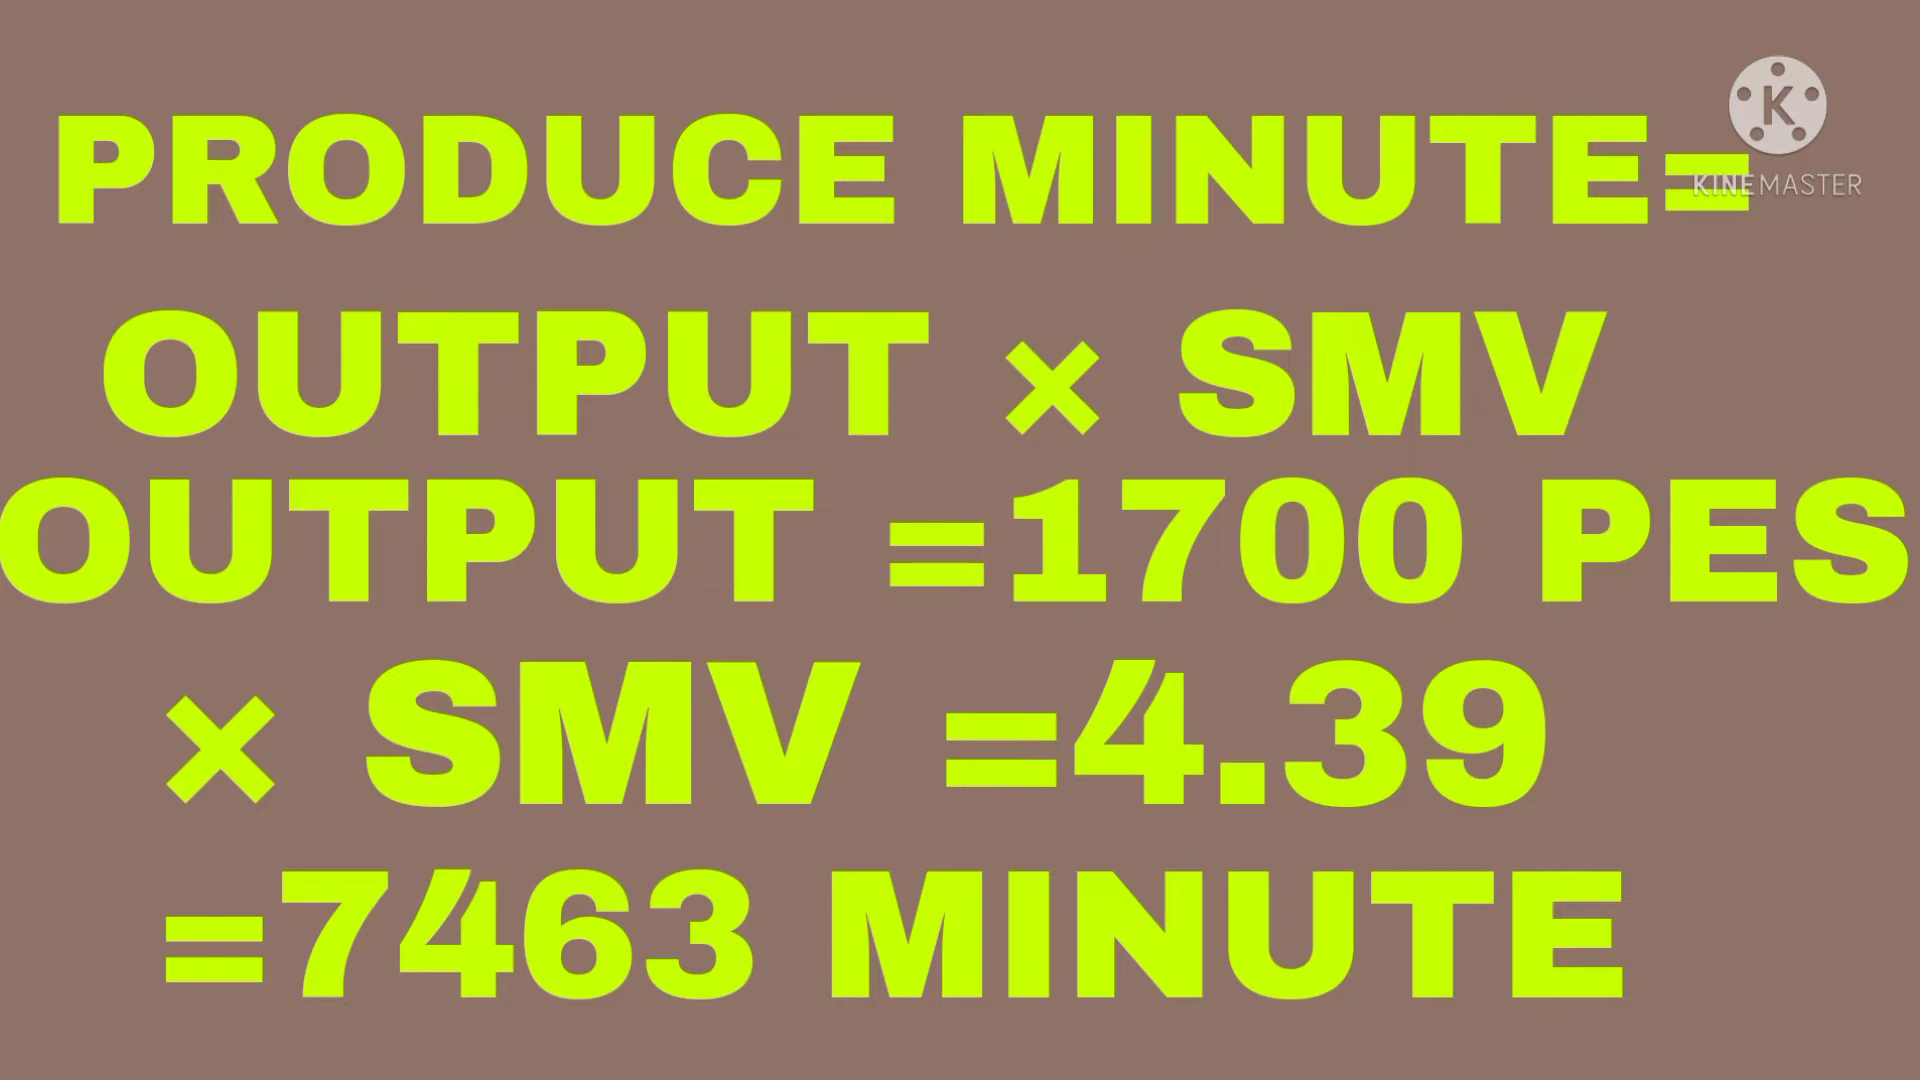 PRODUCE MINUTE=
K
KINEMASTER
OUTPUT × SMV
OUTPUT =1700 PES
× SMV =4.39
=7463 MINUTE